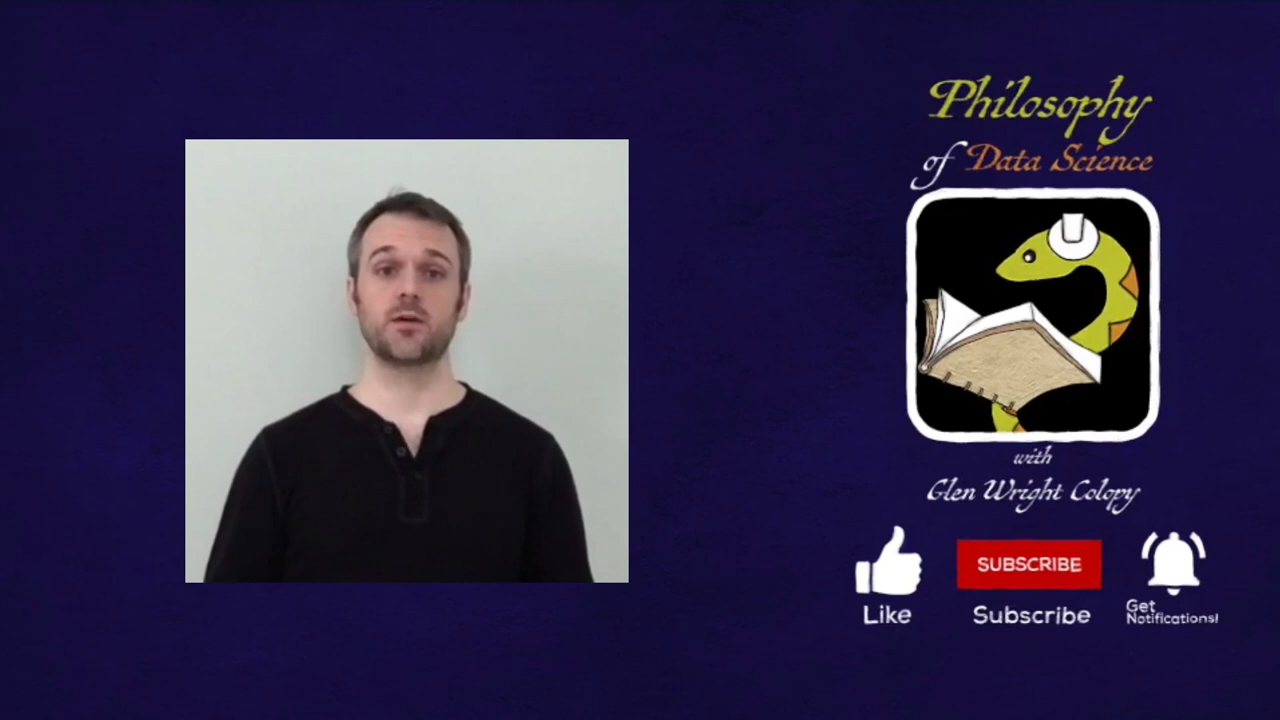 Philosophy
of Data Science
with
Glen Wright Colopy
SUBSCRIBE
Like
Subscribe
Get
Notifications!